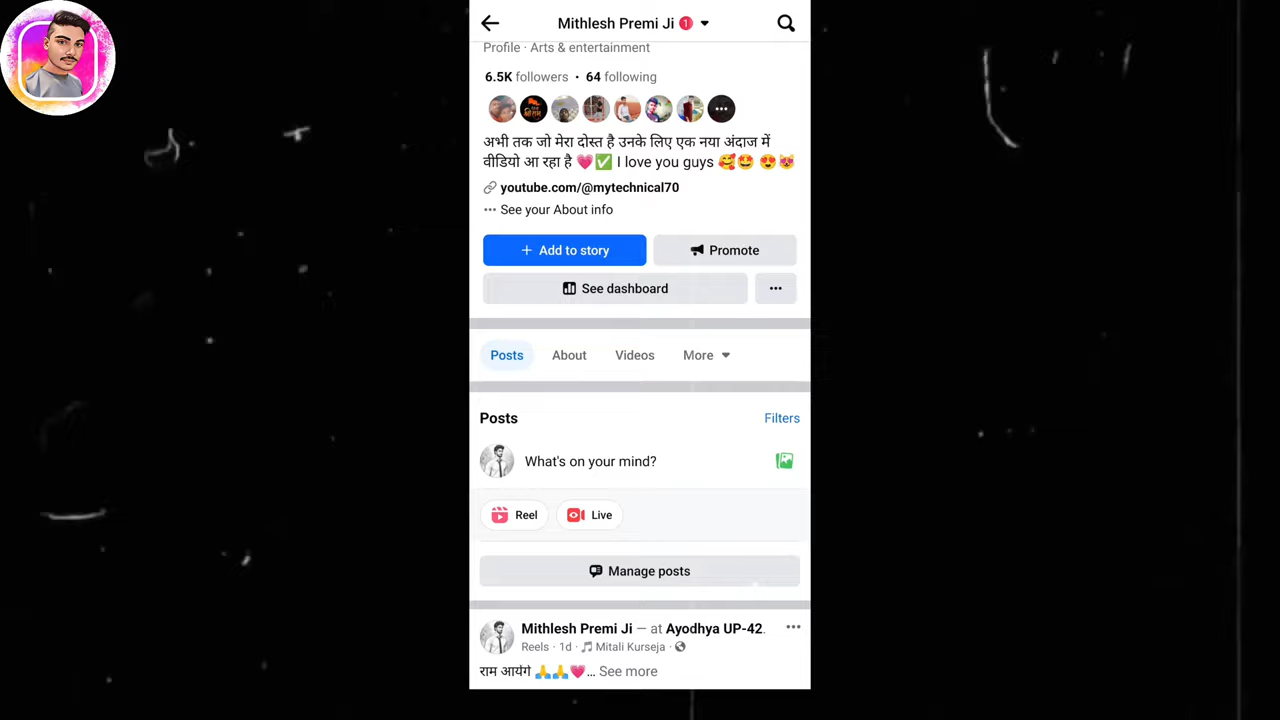 Mithlesh Premi Ji 1
Profile · Arts & entertainment
6.5K followers • 64 following
अभी तक जो मेरा दोस्त है उनके लिए एक नया अंदाज में
वीडियो आ रहा है 💗✅ I love you guys 🥰🤩 😍😻
youtube.com/@mytechnical70
See your About info
+ Add to story
Promote
See dashboard
Posts About Videos More
Posts Filters
What's on your mind?
Reel Live
Manage posts
Mithlesh Premi Ji — at Ayodhya UP-42.
Reels · 1d · Mitali Kurseja ·
राम आयेगे 🙏🙏💗... See more